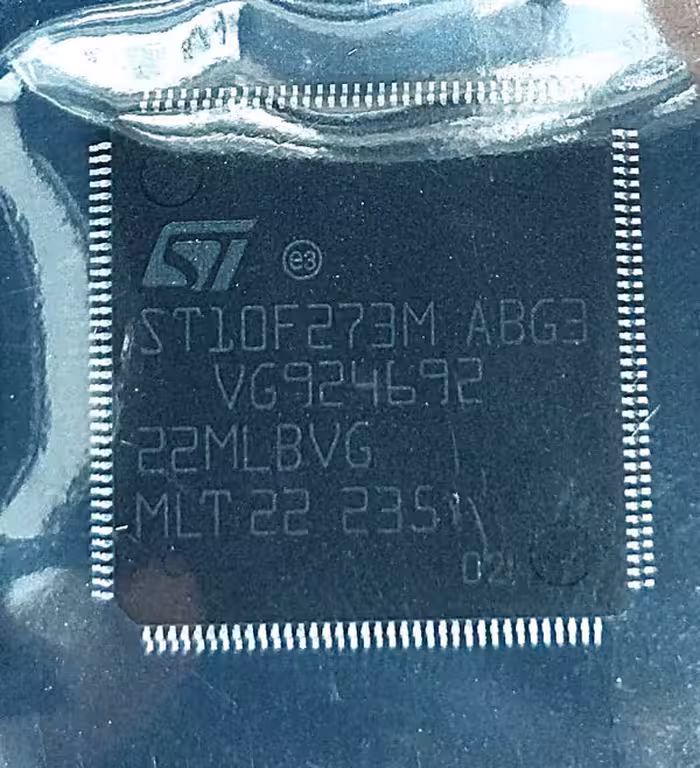 ST
e3
ST10F273M ABG3
VG924692
22MLBVG
MLT 22 235
02